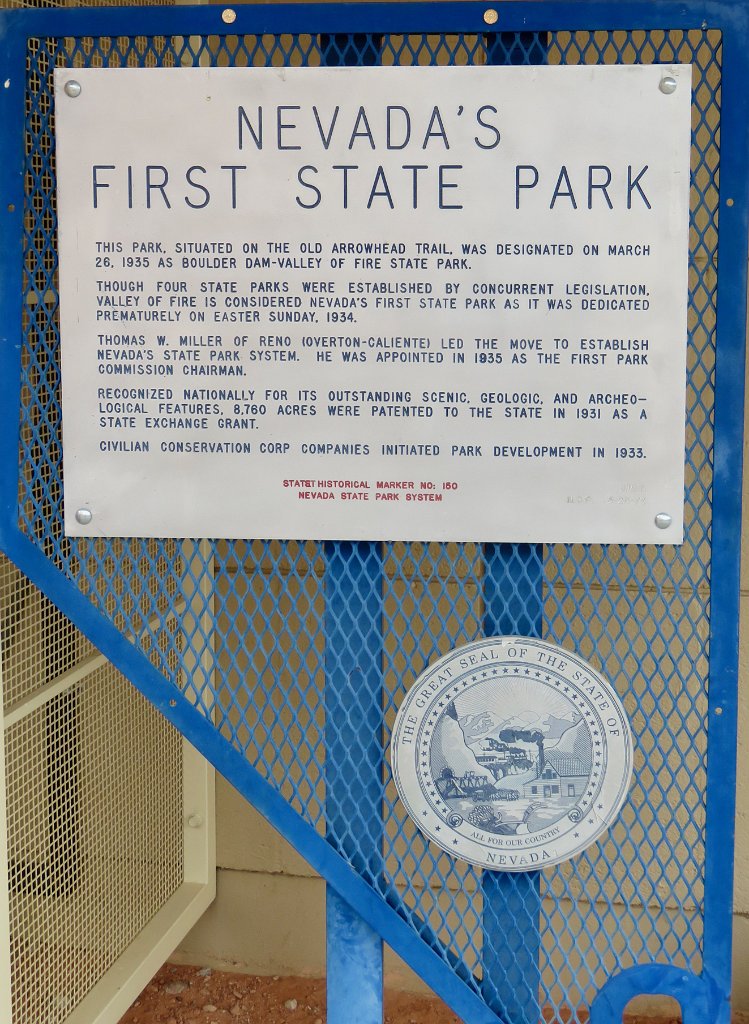 NEVADA'S
FIRST STATE PARK
THIS PARK, SITUATED ON THE OLD ARROWHEAD TRAIL, WAS DESIGNATED ON MARCH
26, 1935 AS BOULDER DAM-VALLEY OF FIRE STATE PARK.
THOUGH FOUR STATE PARKS WERE ESTABLISHED BY CONCURRENT LEGISLATION,
VALLEY OF FIRE IS CONSIDERED NEVADA'S FIRST STATE PARK AS IT WAS DEDICATED
PREMATURELY ON EASTER SUNDAY, 1934.
THOMAS W. MILLER OF RENO (OVERTON-CALIENTE) LED THE MOVE TO ESTABLISH
NEVADA'S STATE PARK SYSTEM. HE WAS APPOINTED IN 1935 AS THE FIRST PARK
COMMISSION CHAIRMAN.
RECOGNIZED NATIONALLY FOR ITS OUTSTANDING SCENIC, GEOLOGIC, AND ARCHEO-
LOGICAL FEATURES, 8,760 ACRES WERE PATENTED TO THE STATE IN 1931 AS A
STATE EXCHANGE GRANT.
CIVILIAN CONSERVATION CORP COMPANIES INITIATED PARK DEVELOPMENT IN 1933.
STATE HISTORICAL MARKER NO: 150
NEVADA STATE PARK SYSTEM
THE GREAT SEAL OF THE STATE OF
ALL FOR OUR COUNTRY
NEVADA